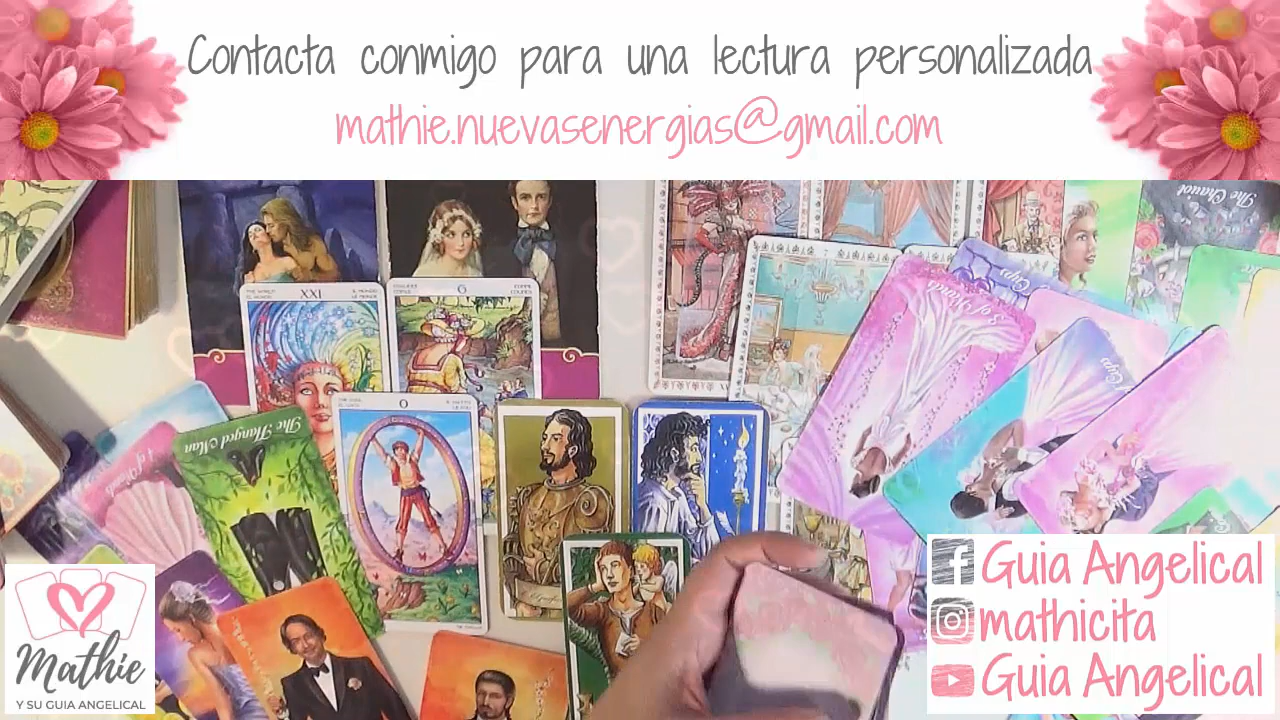 Contacta conmigo para una lectura personalizada
mathie.nuevasenergias@gmail.com
The Chariot
XXI
0
The Hanged Man
Guia Angelical
mathicita
Guia Angelical
Mathie
Y SU GUIA ANGELICAL